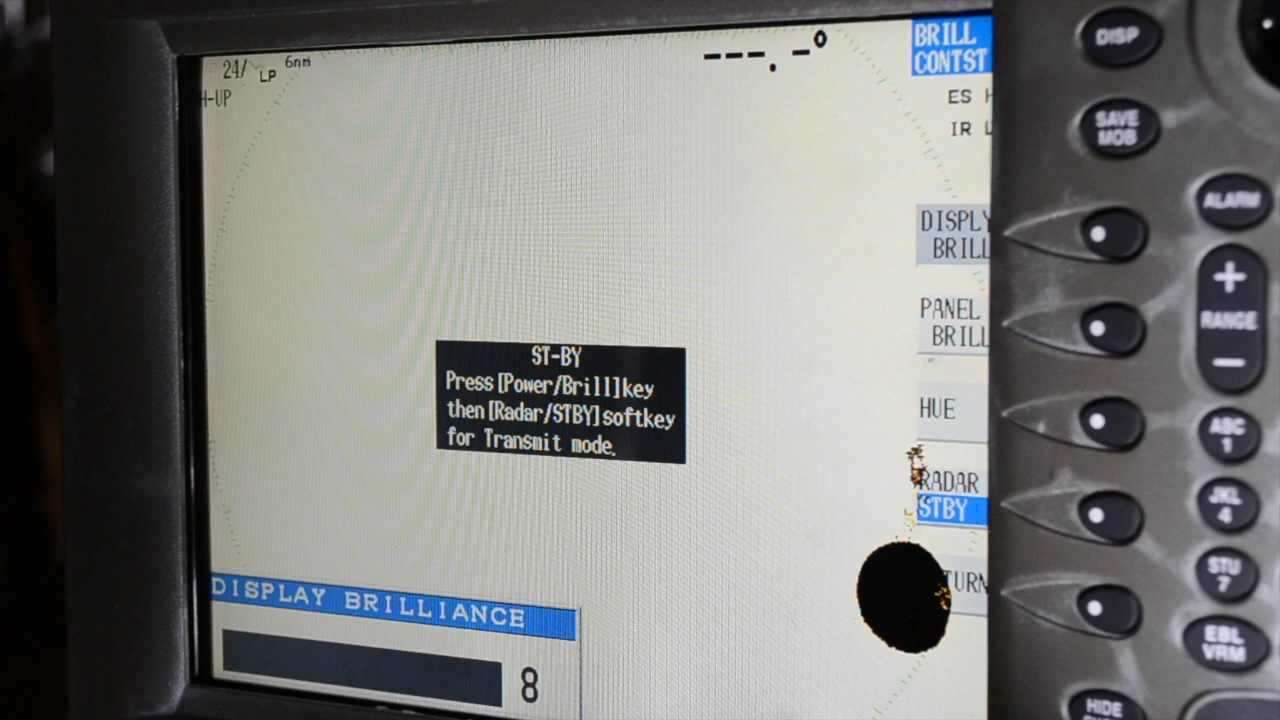 24/ LP 6nm
H-UP
---.-°
BRILL
CONTST
ES H
IR L
DISPLAY
BRILL
PANEL
BRILL
HUE
RADAR
STBY
TURN
ST-BY
Press [Power/Brill]key
then [Radar/STBY]softkey
for Transmit mode.
DISPLAY BRILLIANCE
8
DISP
SAVE
MOB
ALARM
+
RANGE
-
ABC
1
JKL
4
STU
7
EBL
VRM
HIDE